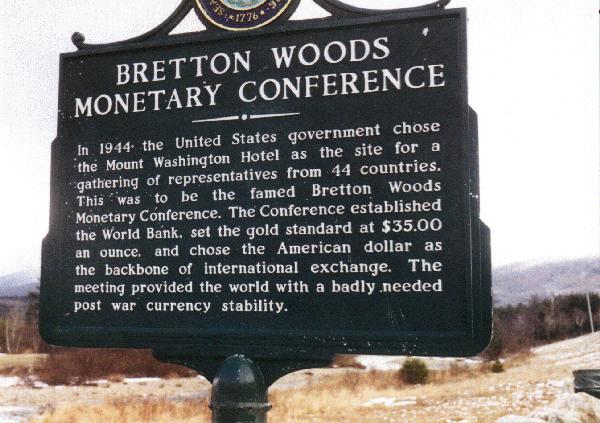 1776
BRETTON WOODS
MONETARY CONFERENCE
In 1944 the United States government chose
the Mount Washington Hotel as the site for a
gathering of representatives from 44 countries.
This was to be the famed Bretton Woods
Monetary Conference. The Conference established
the World Bank, set the gold standard at $35.00
an ounce, and chose the American dollar as
the backbone of international exchange. The
meeting provided the world with a badly needed
post war currency stability.